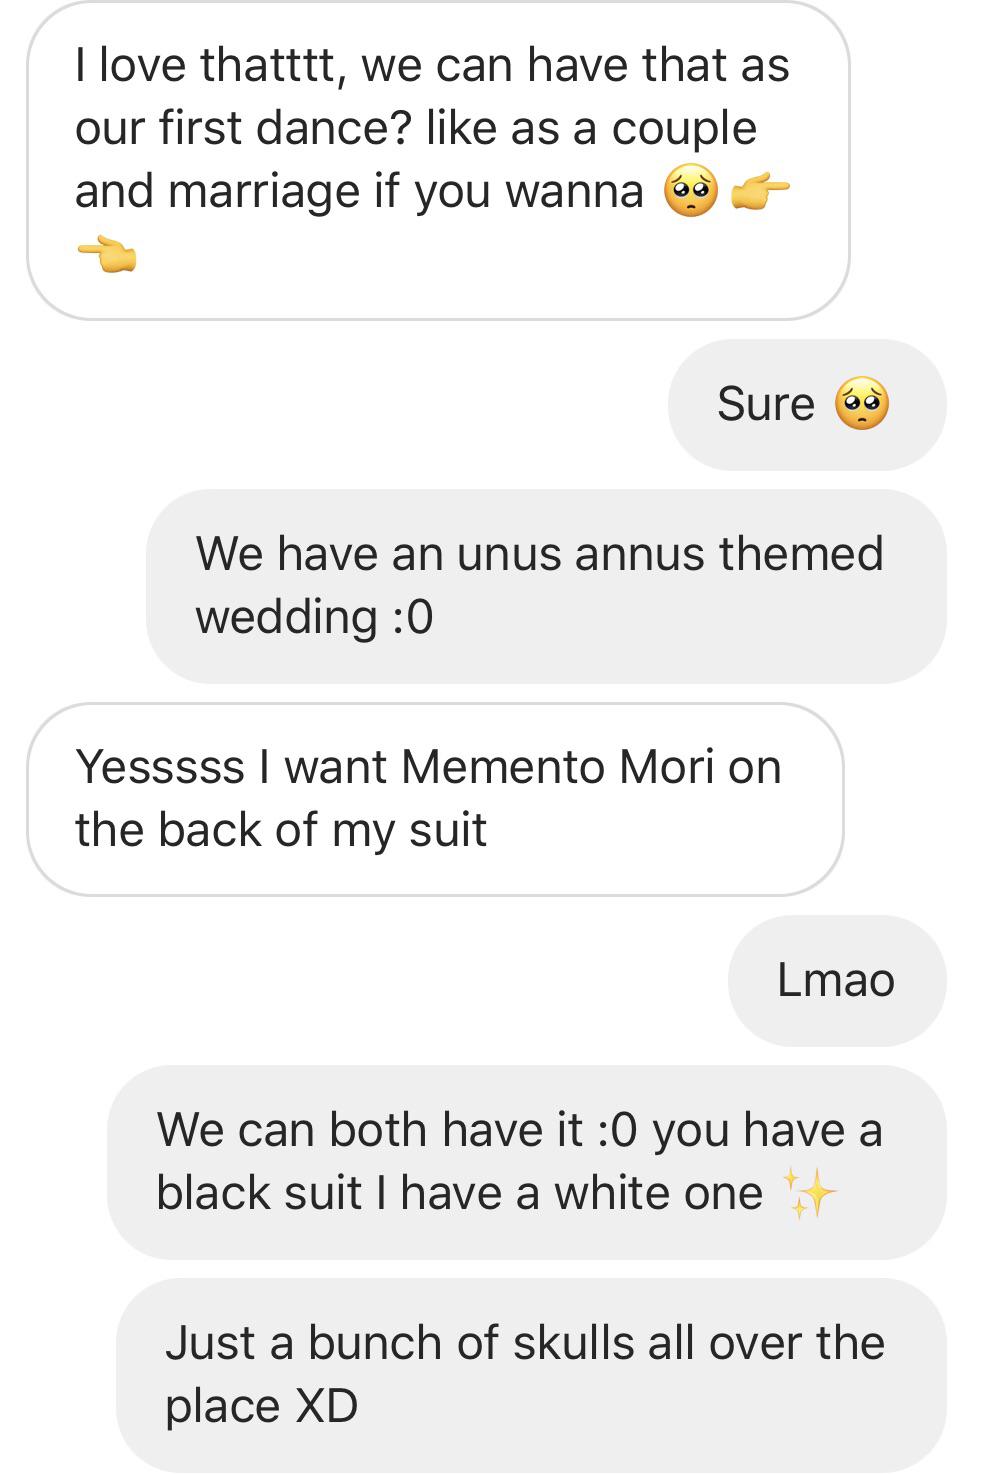 I love thatttt, we can have that as
our first dance? like as a couple
and marriage if you wanna 🥺 👉
👈
Sure 🥺
We have an unus annus themed
wedding :0
Yesssss I want Memento Mori on
the back of my suit
Lmao
We can both have it :0 you have a
black suit I have a white one ✨
Just a bunch of skulls all over the
place XD